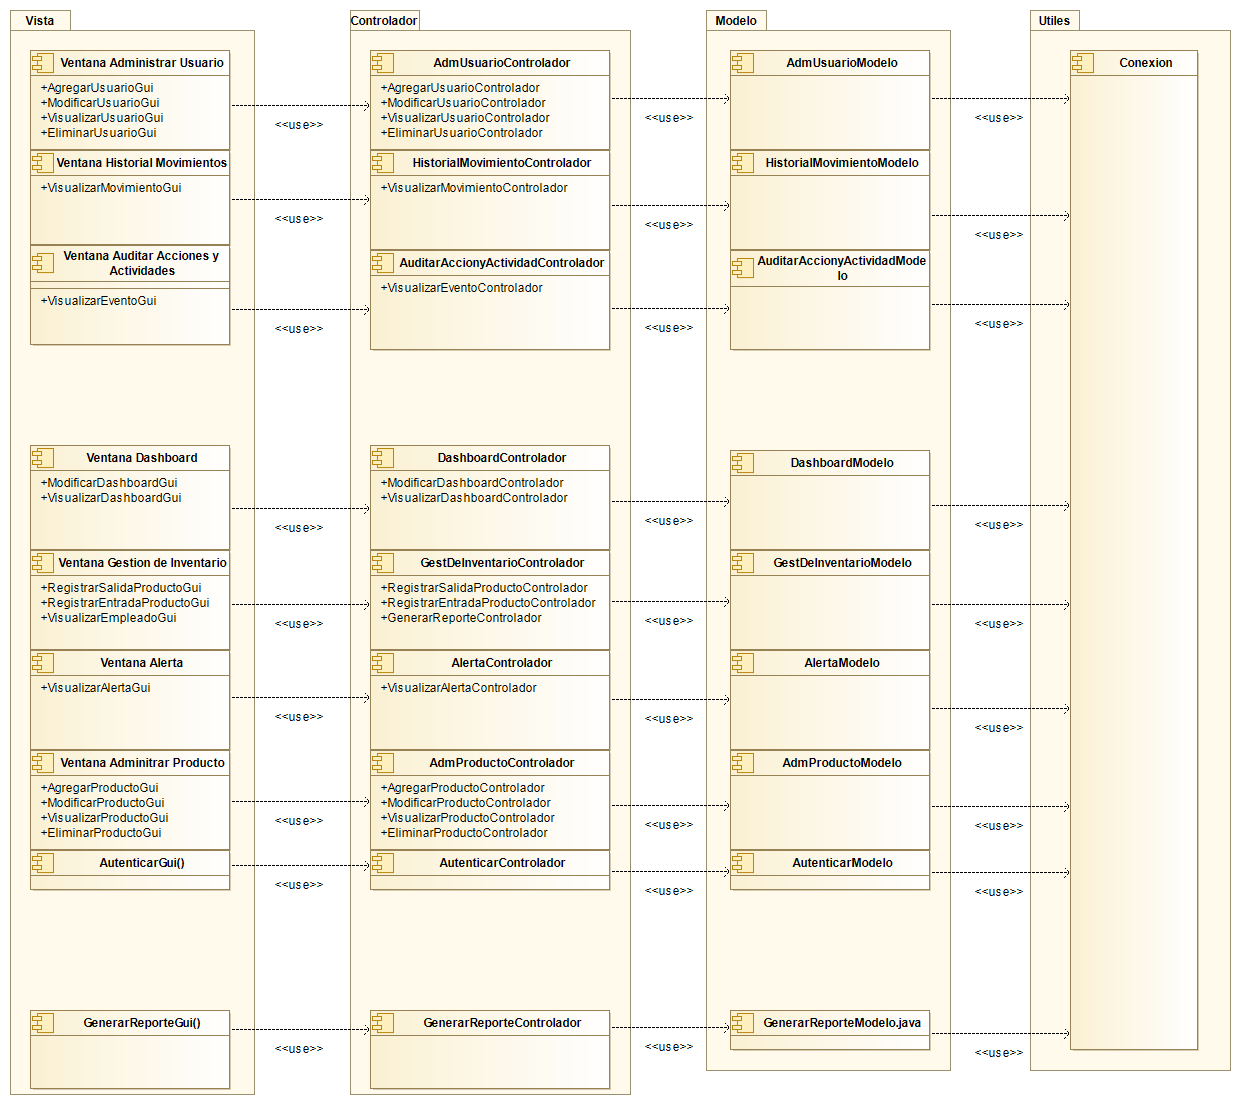 Vista
Controlador
Modelo
Utiles
Ventana Administrar Usuario
+AgregarUsuarioGui
+ModificarUsuarioGui
+VisualizarUsuarioGui
+EliminarUsuarioGui
<<use>>
AdmUsuarioControlador
+AgregarUsuarioControlador
+ModificarUsuarioControlador
+VisualizarUsuarioControlador
+EliminarUsuarioControlador
<<use>>
AdmUsuarioModelo
<<use>>
Conexion
Ventana Historial Movimientos
+VisualizarMovimientoGui
<<use>>
HistorialMovimientoControlador
+VisualizarMovimientoControlador
<<use>>
HistorialMovimientoModelo
<<use>>
Ventana Auditar Acciones y
Actividades
+VisualizarEventoGui
<<use>>
AuditarAccionyActividadControlador
+VisualizarEventoControlador
<<use>>
AuditarAccionyActividadMode
lo
<<use>>
Ventana Dashboard
+ModificarDashboardGui
+VisualizarDashboardGui
<<use>>
DashboardControlador
+ModificarDashboardControlador
+VisualizarDashboardControlador
<<use>>
DashboardModelo
<<use>>
Ventana Gestion de Inventario
+RegistrarSalidaProductoGui
+RegistrarEntradaProductoGui
+VisualizarEmpleadoGui
<<use>>
GestDeInventarioControlador
+RegistrarSalidaProductoControlador
+RegistrarEntradaProductoControlador
+GenerarReporteControlador
<<use>>
GestDeInventarioModelo
<<use>>
Ventana Alerta
+VisualizarAlertaGui
<<use>>
AlertaControlador
+VisualizarAlertaControlador
<<use>>
AlertaModelo
<<use>>
Ventana Adminitrar Producto
+AgregarProductoGui
+ModificarProductoGui
+VisualizarProductoGui
+EliminarProductoGui
<<use>>
AdmProductoControlador
+AgregarProductoControlador
+ModificarProductoControlador
+VisualizarProductoControlador
+EliminarProductoControlador
<<use>>
AdmProductoModelo
<<use>>
AutenticarGui()
<<use>>
AutenticarControlador
<<use>>
AutenticarModelo
<<use>>
GenerarReporteGui()
<<use>>
GenerarReporteControlador
<<use>>
GenerarReporteModelo.java
<<use>>